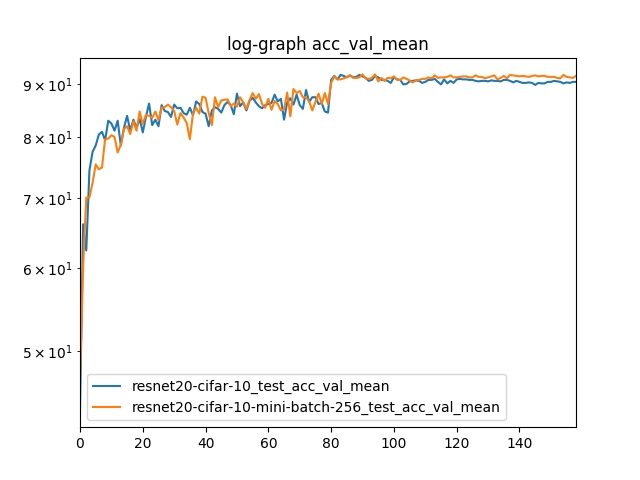 log-graph acc_val_mean
9 × 10¹
8 × 10¹
7 × 10¹
6 × 10¹
5 × 10¹
resnet20-cifar-10_test_acc_val_mean
resnet20-cifar-10-mini-batch-256_test_acc_val_mean
0 20 40 60 80 100 120 140